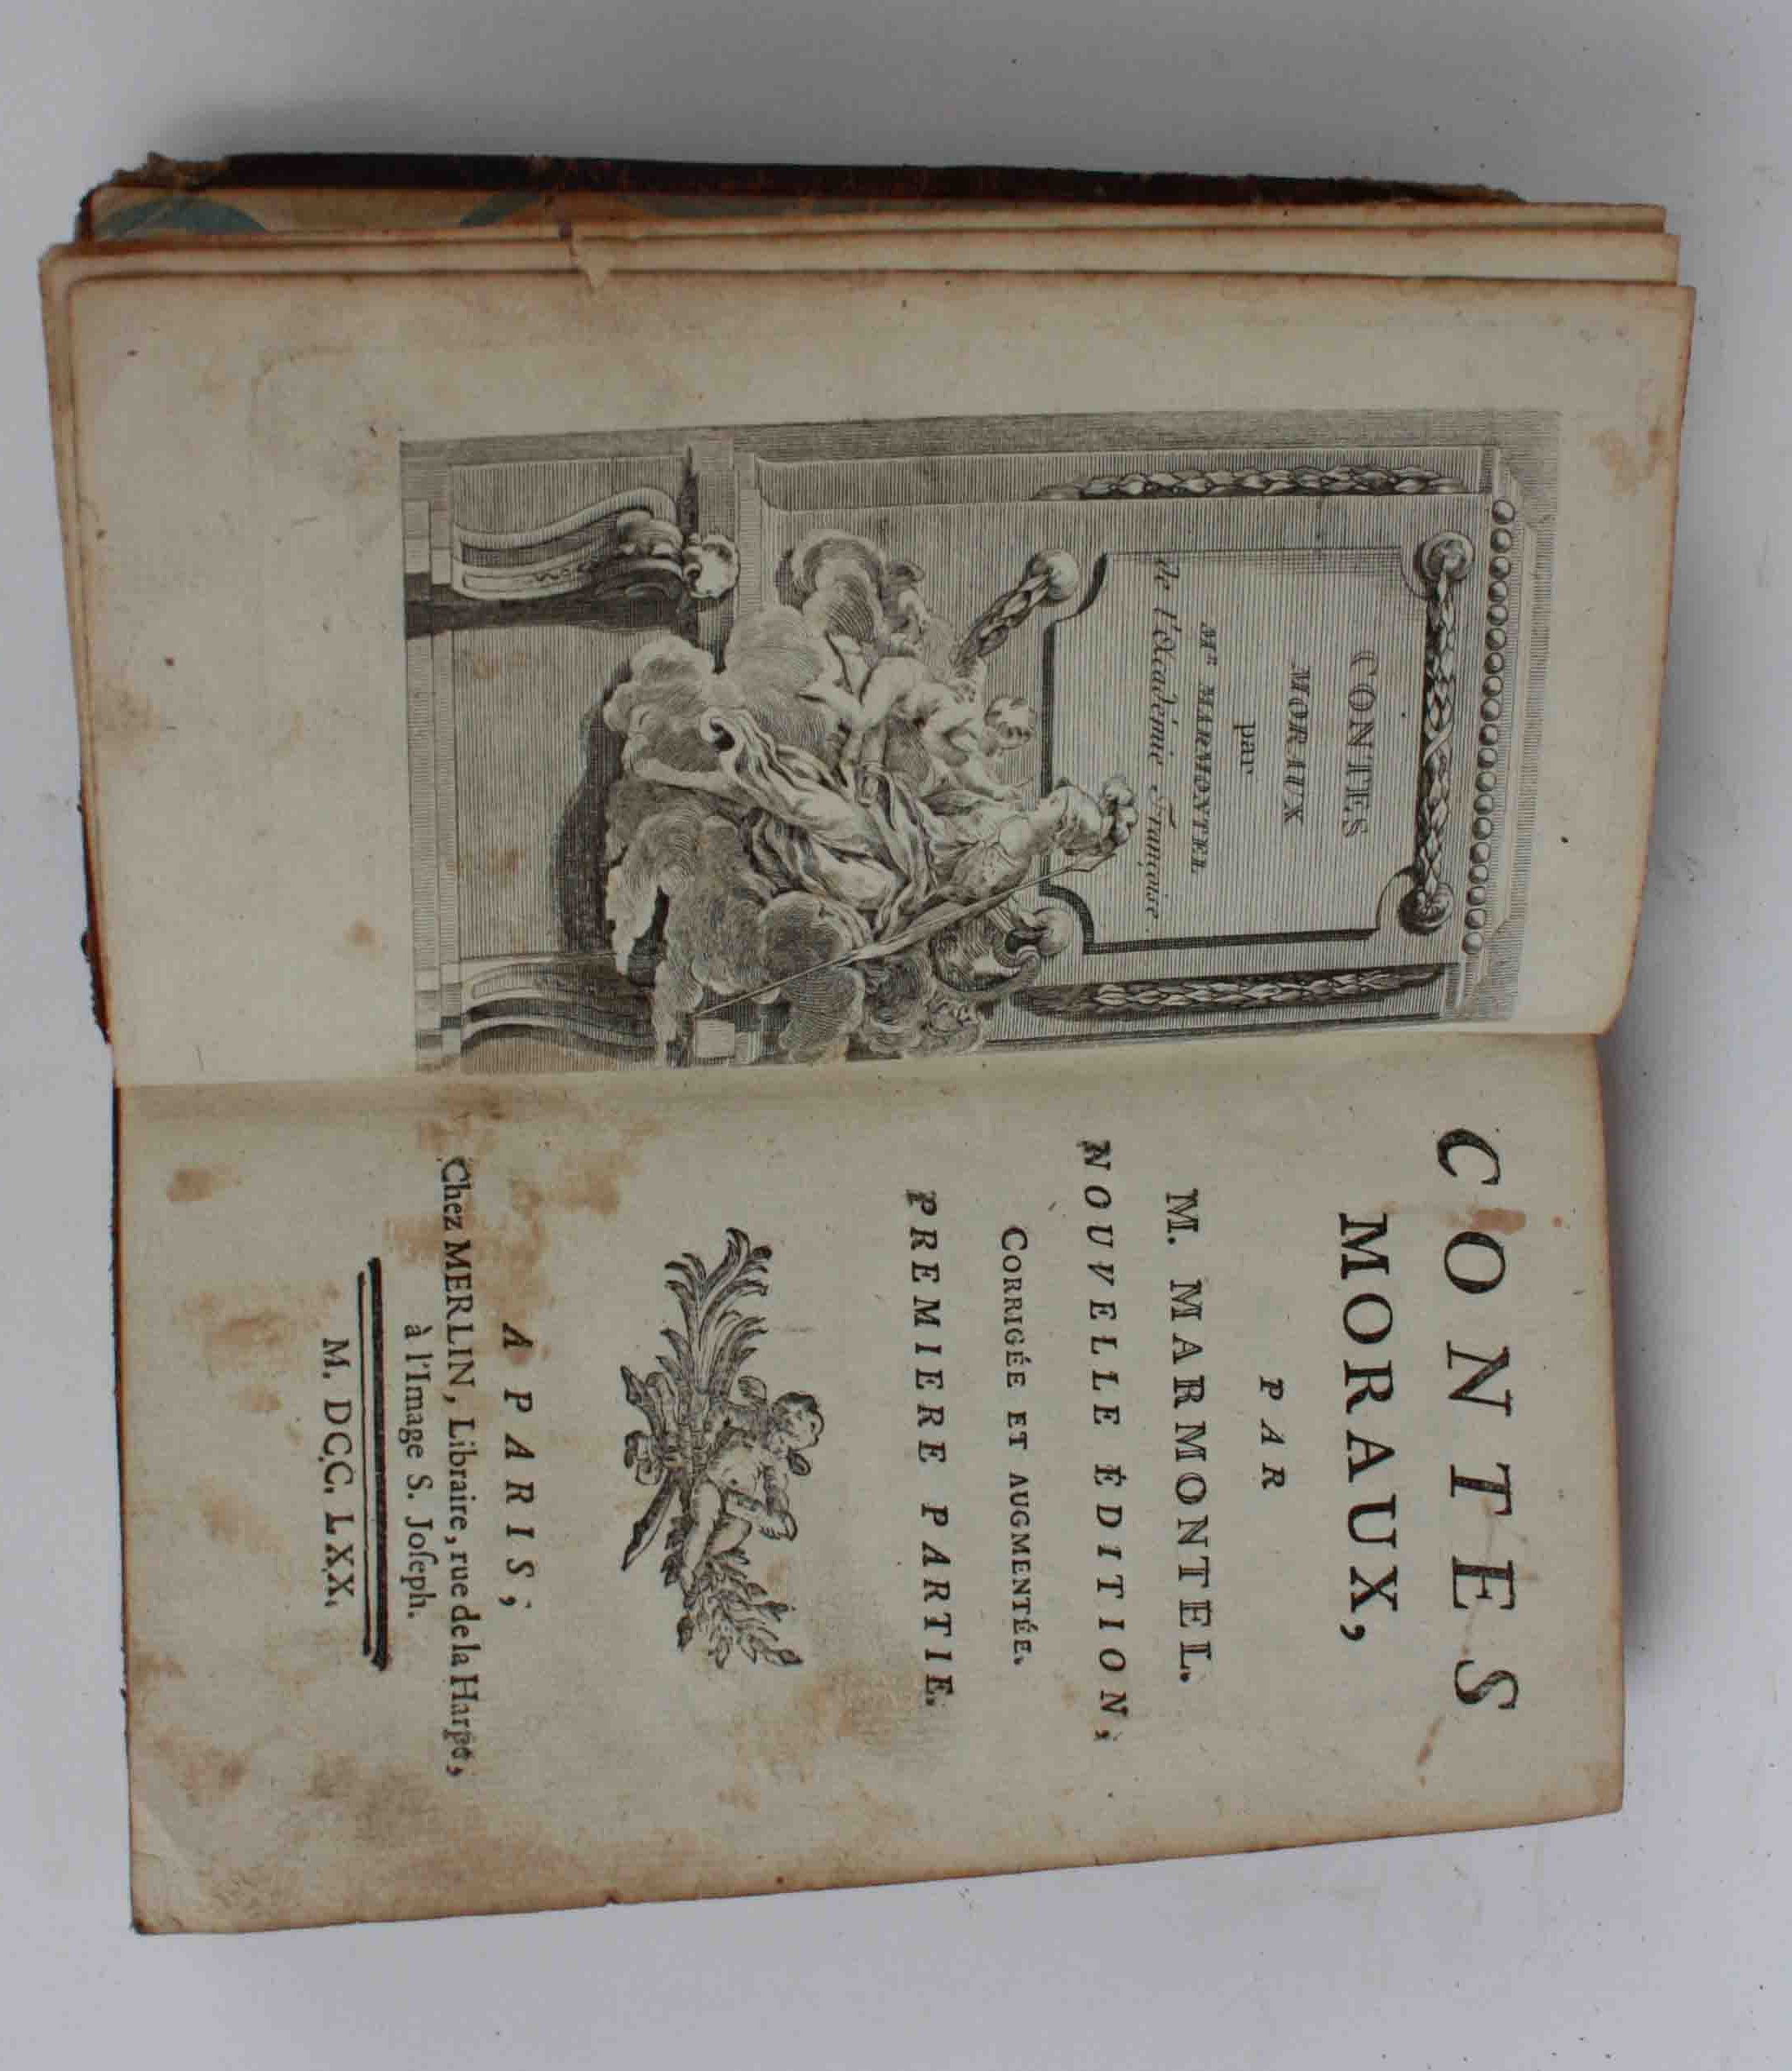 CONTES
MORAUX
par
Mr. MARMONTEL
de l'Académie Françoise.
CONTES
MORAUX,
PAR
M. MARMONTEL.
NOUVELLE ÉDITION,
CORRIGÉE ET AUGMENTÉE.
PREMIERE PARTIE.
A PARIS,
Chez MERLIN, Libraire, rue de la Harpe,
à l'Image S. Joſeph.
M. DCC. LXX.